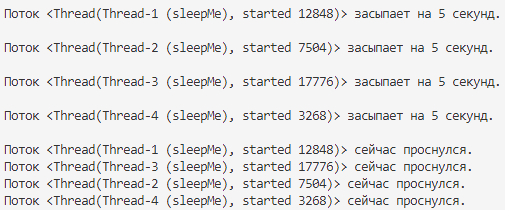 Поток <Thread(Thread-1 (sleepMe), started 12848)> засыпает на 5 секунд.
Поток <Thread(Thread-2 (sleepMe), started 7504)> засыпает на 5 секунд.
Поток <Thread(Thread-3 (sleepMe), started 17776)> засыпает на 5 секунд.
Поток <Thread(Thread-4 (sleepMe), started 3268)> засыпает на 5 секунд.
Поток <Thread(Thread-1 (sleepMe), started 12848)> сейчас проснулся.
Поток <Thread(Thread-3 (sleepMe), started 17776)> сейчас проснулся.
Поток <Thread(Thread-2 (sleepMe), started 7504)> сейчас проснулся.
Поток <Thread(Thread-4 (sleepMe), started 3268)> сейчас проснулся.